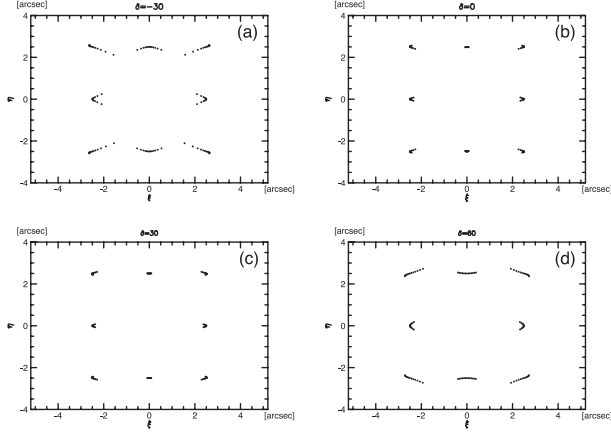 [arcsec] δ=-30 [arcsec] δ=0
4 (a) 4 (b)
2 2
η 0 η 0
-2 -2
-4 -4
-4 -2 0 2 4 [arcsec] -4 -2 0 2 4 [arcsec]
ξ ξ
[arcsec] δ=30 [arcsec] δ=60
4 (c) 4 (d)
2 2
η 0 η 0
-2 -2
-4 -4
-4 -2 0 2 4 [arcsec] -4 -2 0 2 4 [arcsec]
ξ ξ